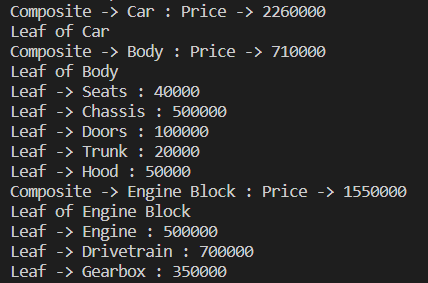 Composite -> Car : Price -> 2260000
Leaf of Car
Composite -> Body : Price -> 710000
Leaf of Body
Leaf -> Seats : 40000
Leaf -> Chassis : 500000
Leaf -> Doors : 100000
Leaf -> Trunk : 20000
Leaf -> Hood : 50000
Composite -> Engine Block : Price -> 1550000
Leaf of Engine Block
Leaf -> Engine : 500000
Leaf -> Drivetrain : 700000
Leaf -> Gearbox : 350000